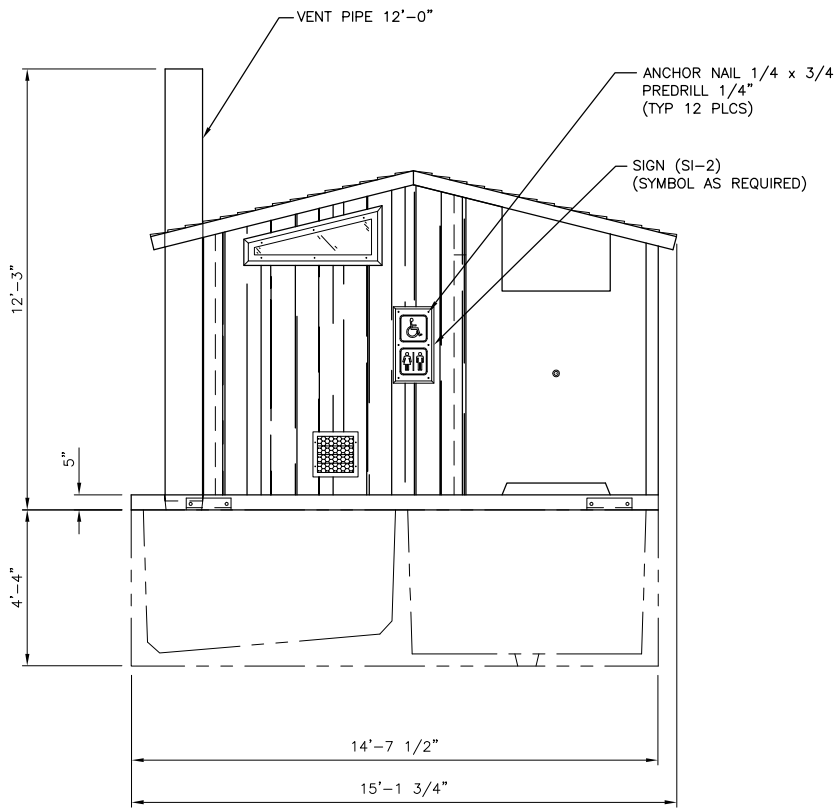 VENT PIPE 12'-0"
ANCHOR NAIL 1/4 x 3/4
PREDRILL 1/4"
(TYP 12 PLCS)
SIGN (SI-2)
(SYMBOL AS REQUIRED)
12'-3"
5"
4'-4"
14'-7 1/2"
15'-1 3/4"